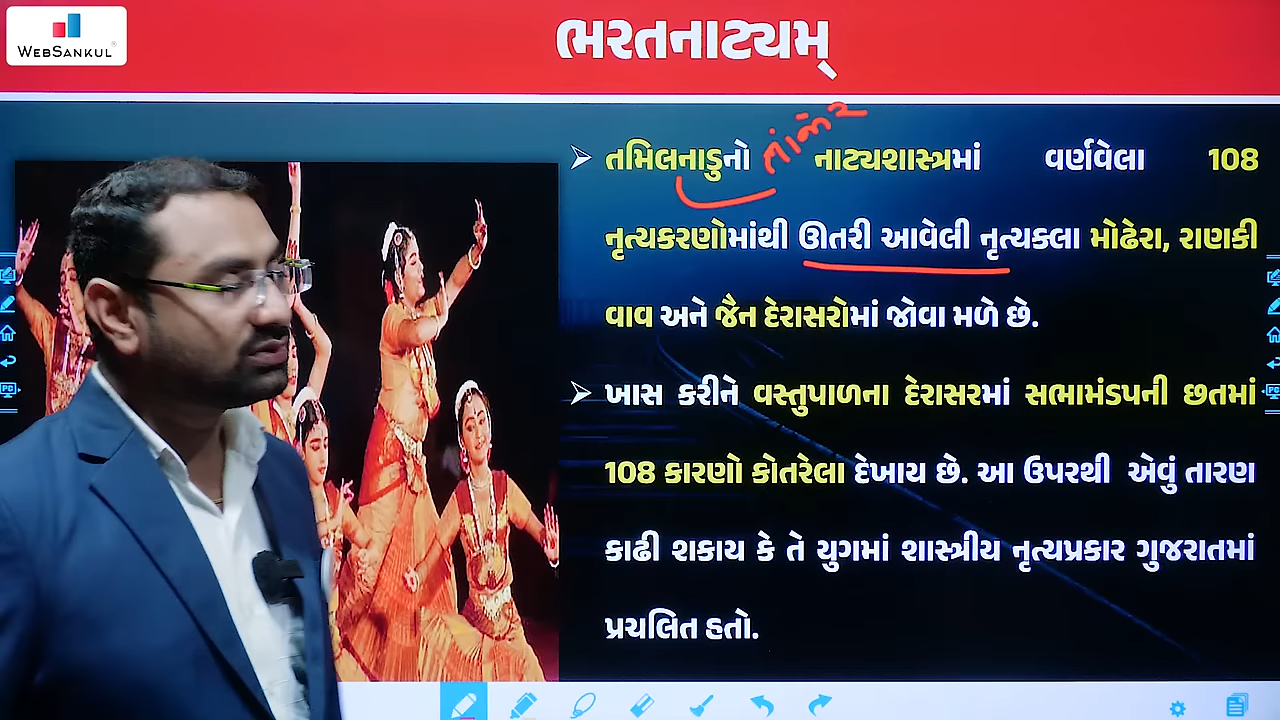 WEBSANKUL
ભરતનાટ્યમ્
તમિલનાડુનો નાટ્યશાસ્ત્રમાં વર્ણવેલા 108
નૃત્યકરણોમાંથી ઊતરી આવેલી નૃત્યકલા મોઢેરા, રાણકી
વાવ અને જૈન દેરાસરોમાં જોવા મળે છે.
ખાસ કરીને વસ્તુપાળના દેરાસરમાં સભામંડપની છતમાં
108 કારણો કોતરેલા દેખાય છે. આ ઉપરથી એવું તારણ
કાઢી શકાય કે તે યુગમાં શાસ્ત્રીય નૃત્યપ્રકાર ગુજરાતમાં
પ્રચલિત હતો.